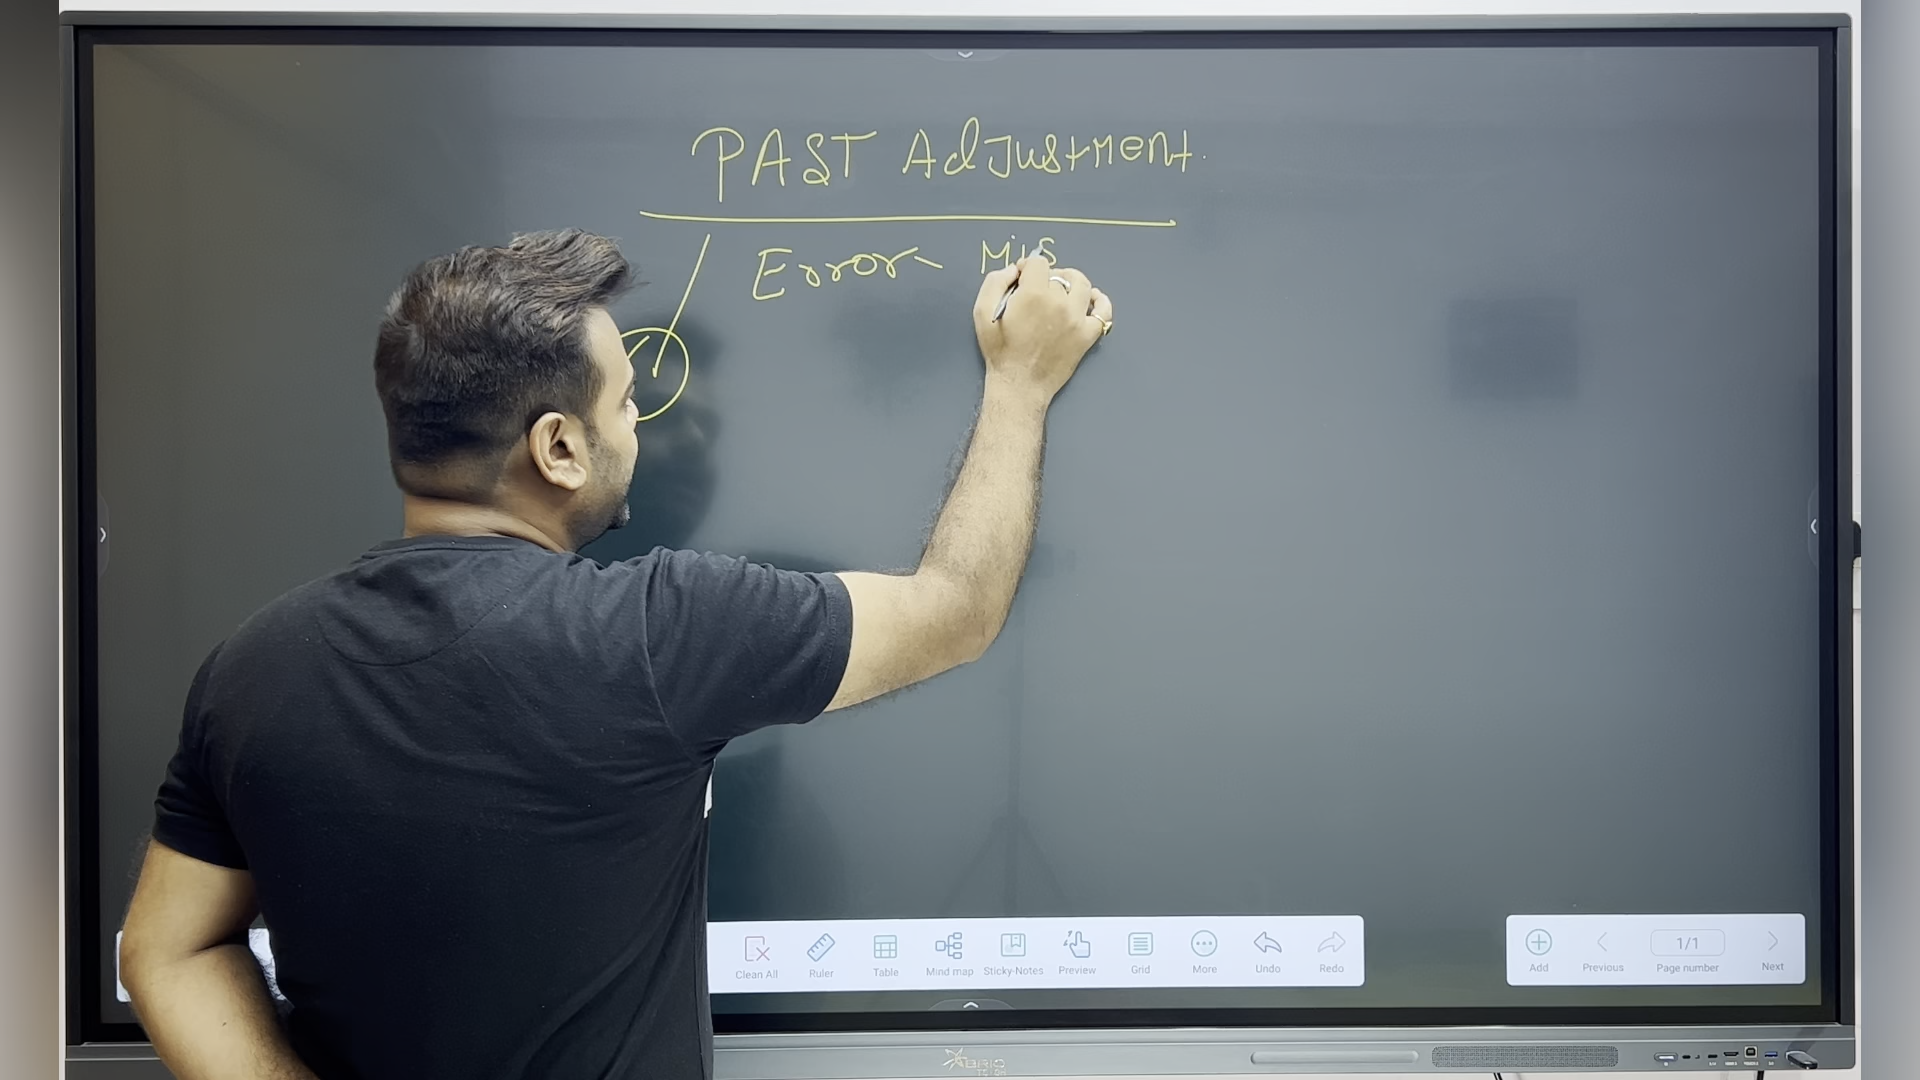 PAST AdJustMent.
Error Mis
Clean All Ruler Table Mind map Sticky Notes Preview Grid More Undo Redo
Add Previous 1/1 Page number Next